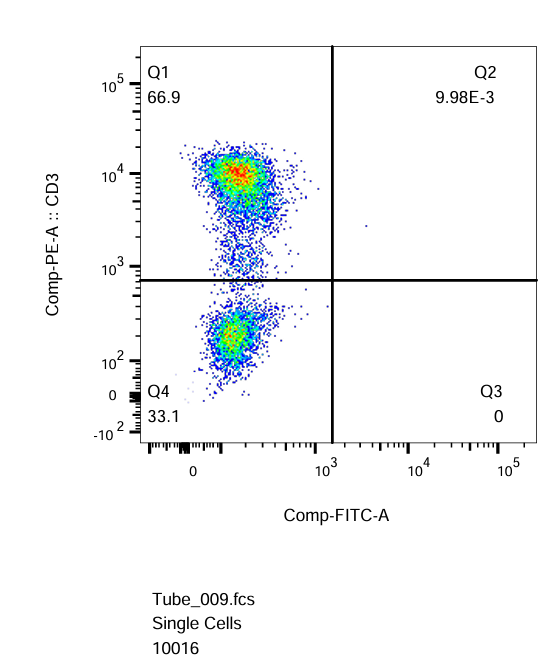 Q1
66.9
Q2
9.98E-3
10^5
10^4
10^3
10^2
0
-10^2
Comp-PE-A :: CD3
Q4
33.1
Q3
0
0
10^3
10^4
10^5
Comp-FITC-A
Tube_009.fcs
Single Cells
10016